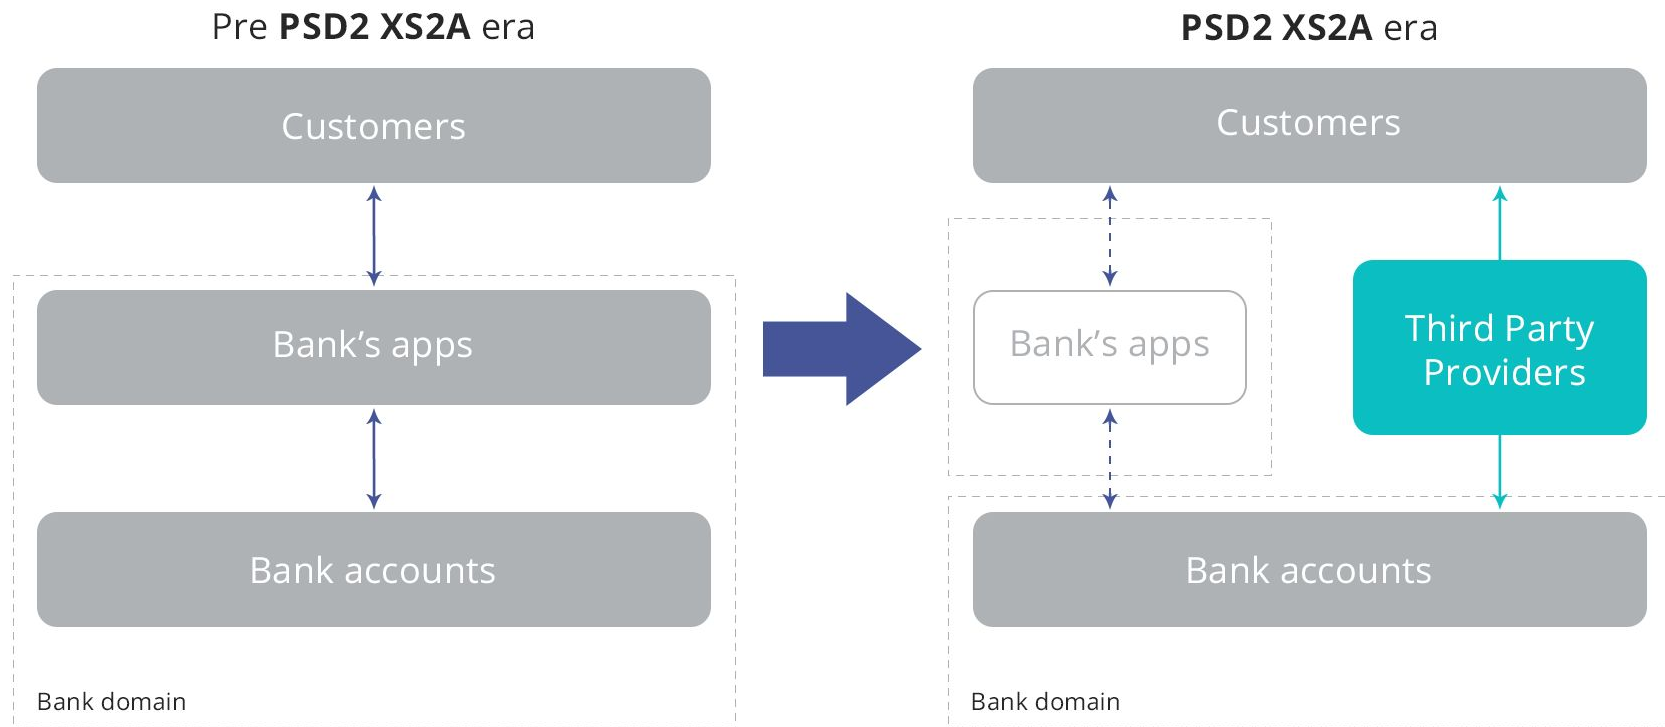 Pre PSD2 XS2A era
Customers
Bank’s apps
Bank accounts
Bank domain
PSD2 XS2A era
Customers
Bank’s apps
Third Party
Providers
Bank accounts
Bank domain